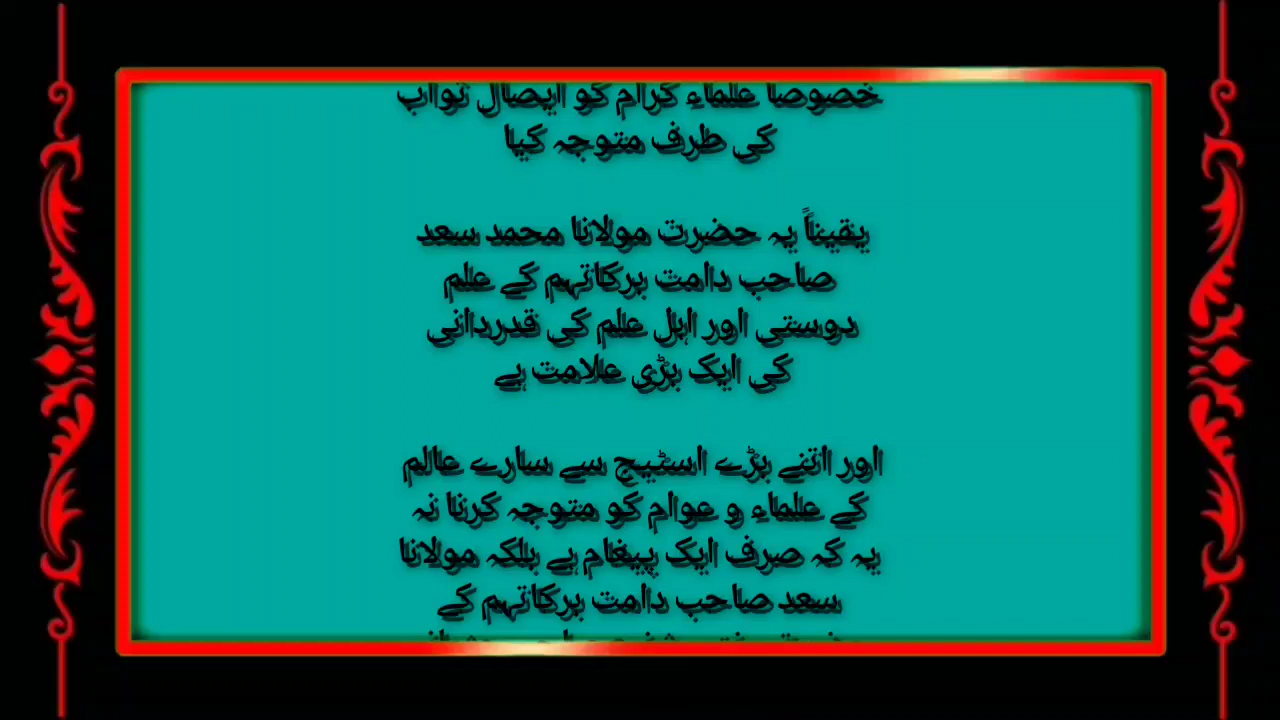 خصوصاً علماء کرام کو ایصال ثواب
کی طرف متوجہ کیا
یقیناً یہ حضرت مولانا محمد سعد
صاحب دامت برکاتہم کے علم
دوستی اور اہل علم کی قدردانی
کی ایک بڑی علامت ہے
اور اتنے بڑے اسٹیج سے سارے عالم
کے علماء و عوام کو متوجہ کرنا نہ
یہ کہ صرف ایک پیغام ہے بلکہ مولانا
سعد صاحب دامت برکاتہم کے